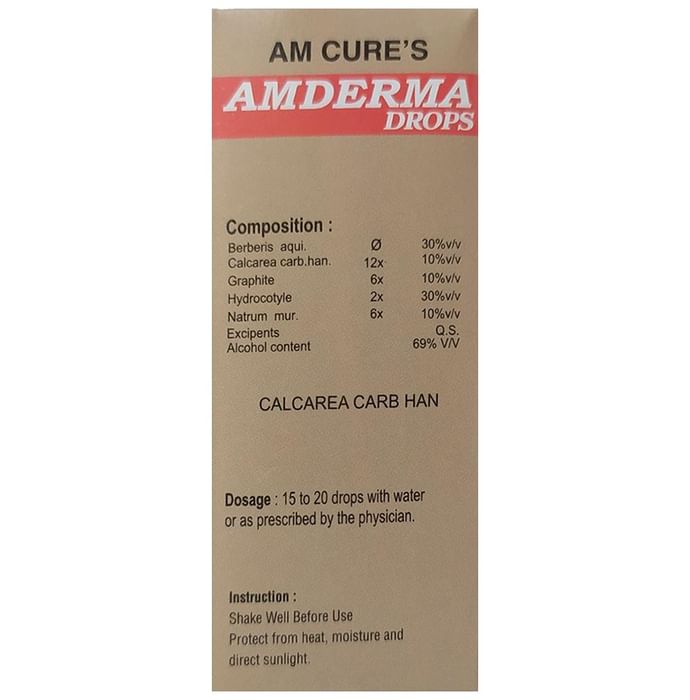 AM CURE'S
AMDERMA
DROPS
Composition :
Berberis aqui. Ø 30%v/v
Calcarea carb.han. 12x 10%v/v
Graphite 6x 10%v/v
Hydrocotyle 2x 30%v/v
Natrum mur. 6x 10%v/v
Excipents Q.S.
Alcohol content 69% V/V
CALCAREA CARB HAN
Dosage : 15 to 20 drops with water
or as prescribed by the physician.
Instruction :
Shake Well Before Use
Protect from heat, moisture and
direct sunlight.